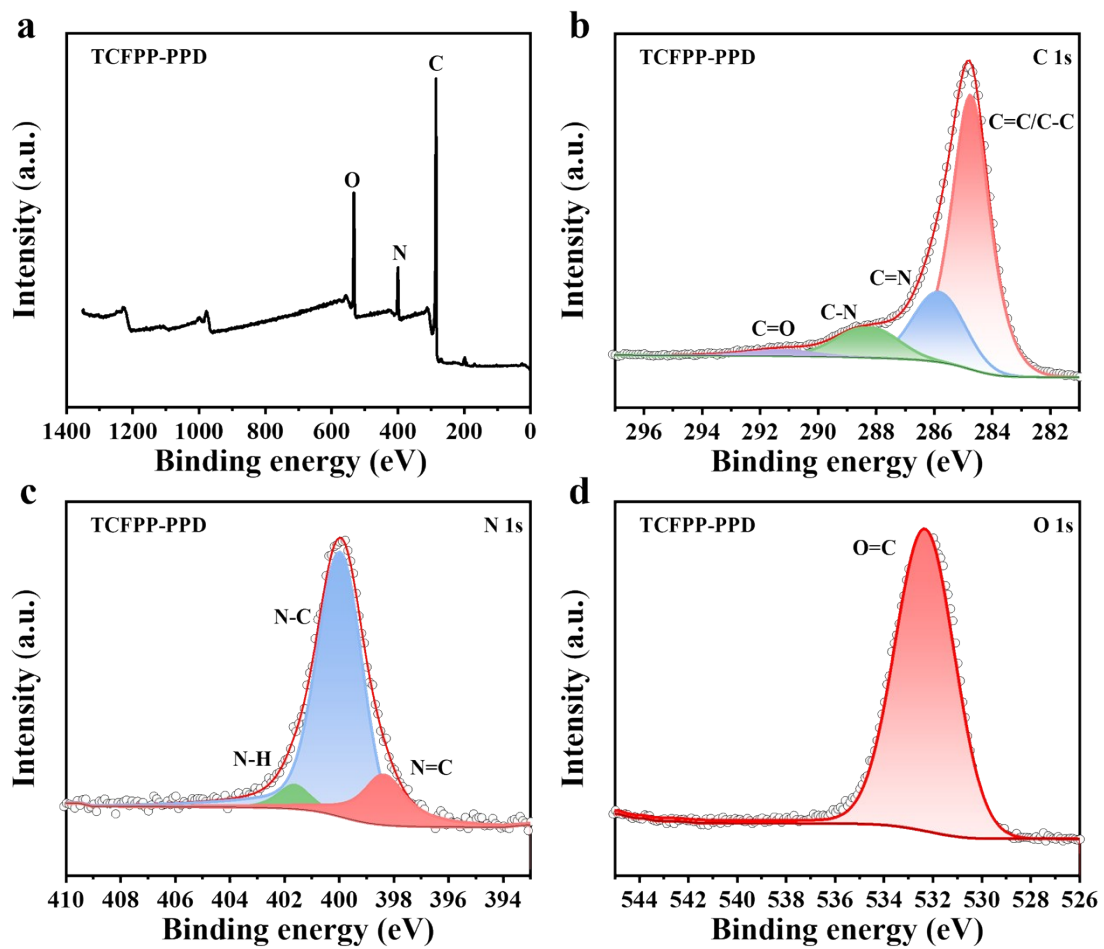 a
TCFPP-PPD
C
O
N
Intensity (a.u.)
1400 1200 1000 800 600 400 200 0
Binding energy (eV)
b
TCFPP-PPD
C 1s
C=C/C-C
C=N
C-N
C=O
Intensity (a.u.)
296 294 292 290 288 286 284 282
Binding energy (eV)
c
TCFPP-PPD
N 1s
N-C
N-H
N=C
Intensity (a.u.)
410 408 406 404 402 400 398 396 394
Binding energy (eV)
d
TCFPP-PPD
O 1s
O=C
Intensity (a.u.)
544 542 540 538 536 534 532 530 528 526
Binding energy (eV)